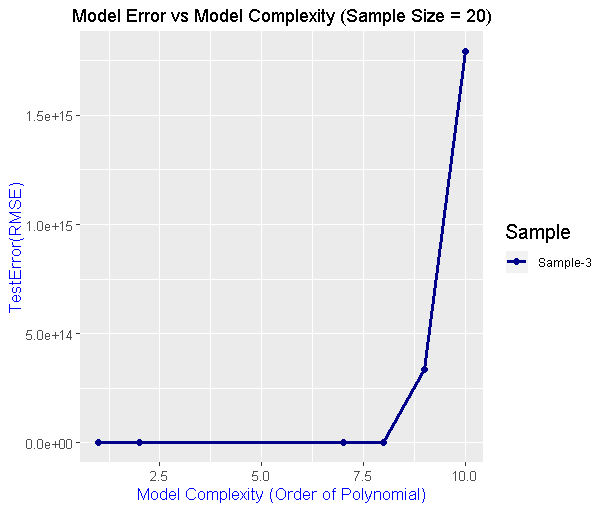 Model Error vs Model Complexity (Sample Size = 20)
TestError(RMSE)
1.5e+15
1.0e+15
5.0e+14
0.0e+00
2.5 5.0 7.5 10.0
Model Complexity (Order of Polynomial)
Sample
Sample-3